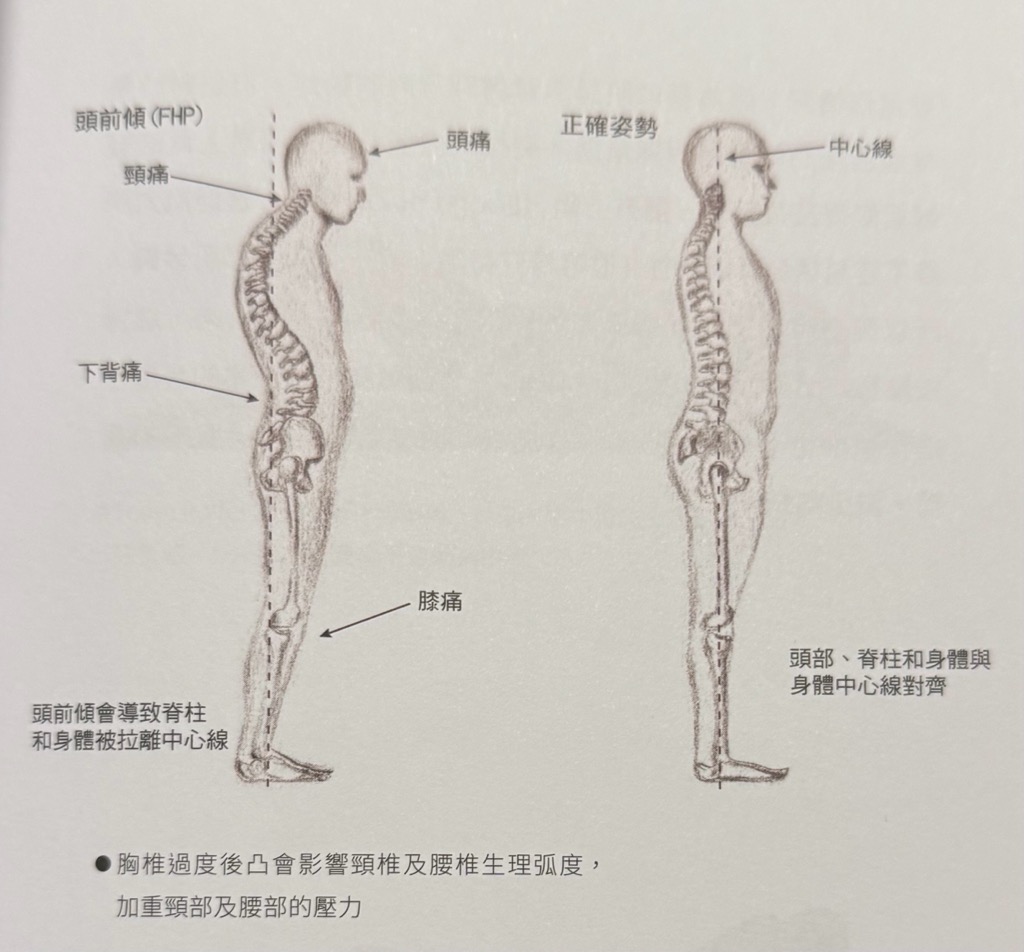 頭前傾(FHP)
頭痛
頸痛
下背痛
膝痛
頭前傾會導致脊柱
和身體被拉離中心線
正確姿勢
中心線
頭部、脊柱和身體與
身體中心線對齊
●胸椎過度後凸會影響頸椎及腰椎生理弧度，
加重頸部及腰部的壓力